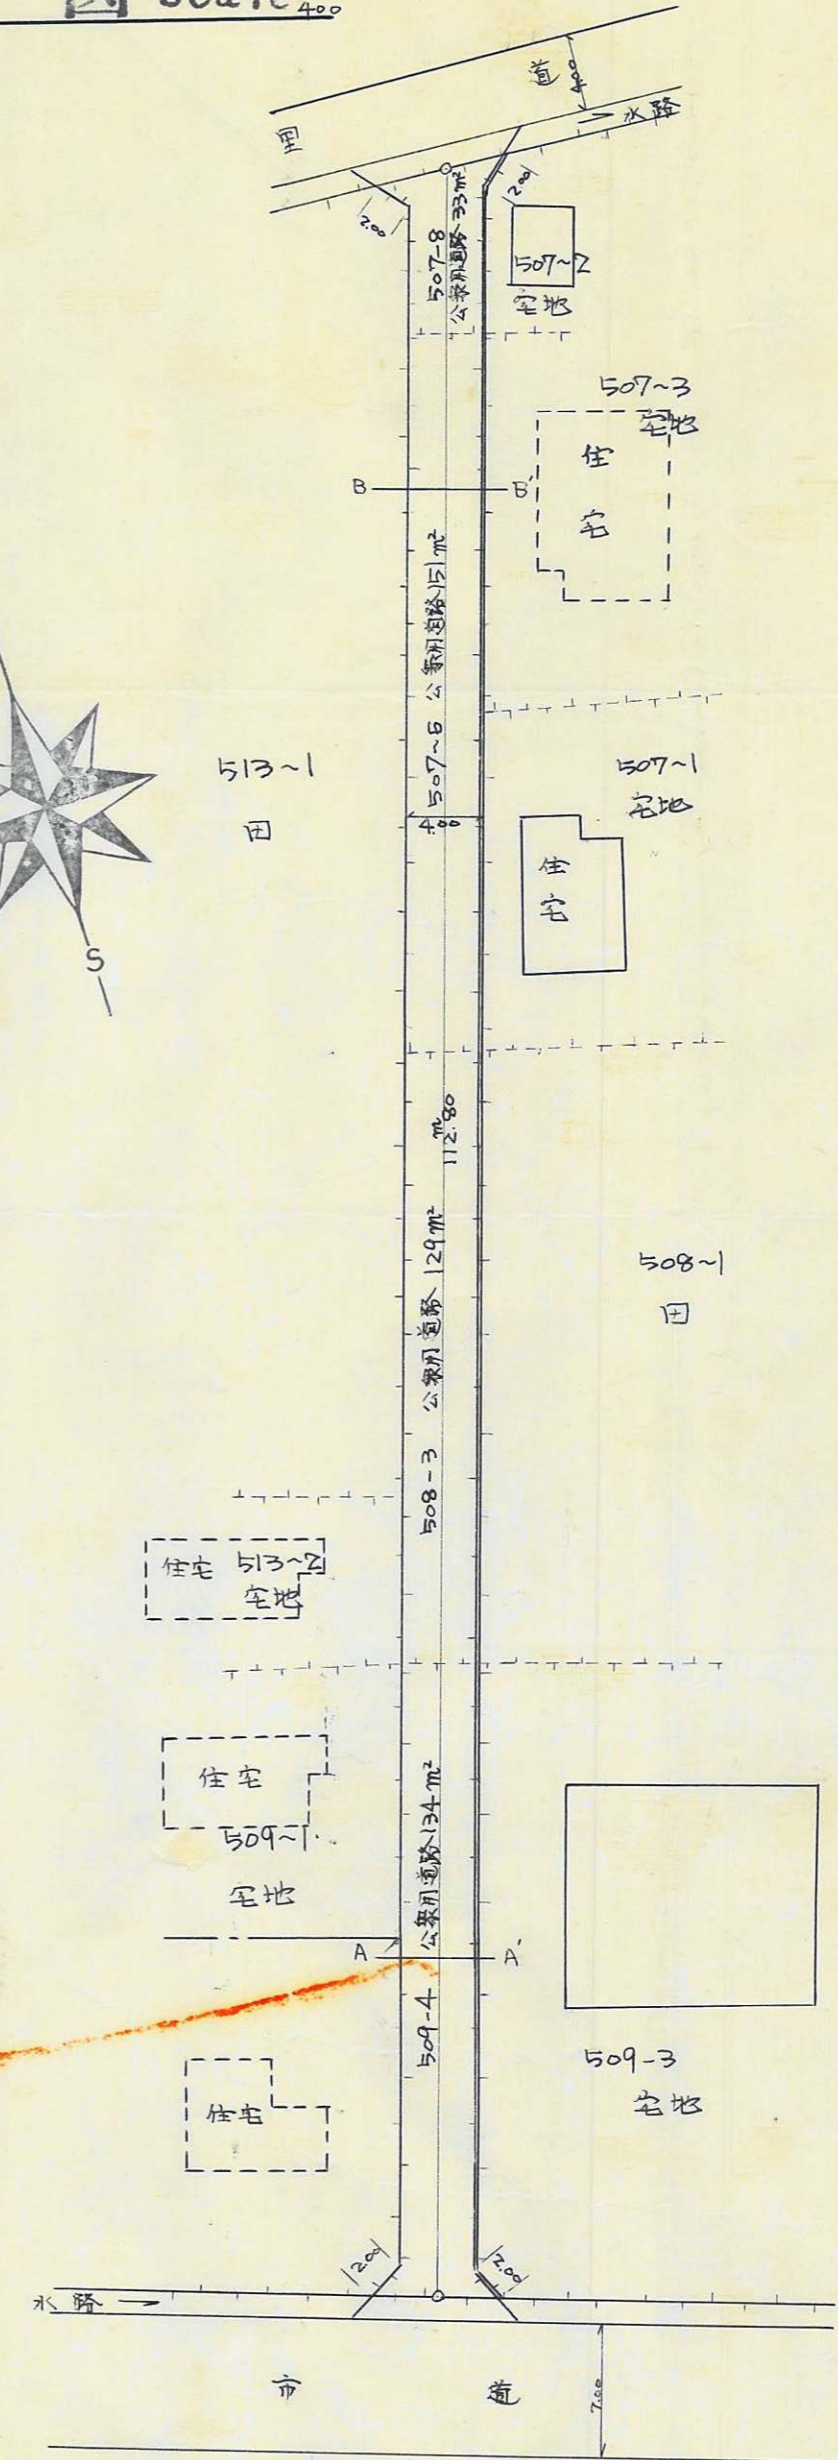 図 Scale 400
道
4.00
水路
里
2.00
2.00
507-8
公衆用道路 33m²
507~2
宅地
507~3
宅地
住宅
B
B'
507~5 公衆用道路 151m²
513~1
田
507~1
宅地
4.00
住宅
S
m
112.80
508-3 公衆用道路 129m²
508~1
田
住宅
513~2
宅地
住宅
509~1
宅地
509-4 公衆用道路 134m²
A
A'
509-3
宅地
住宅
2.00
2.00
水路
市道
7.00